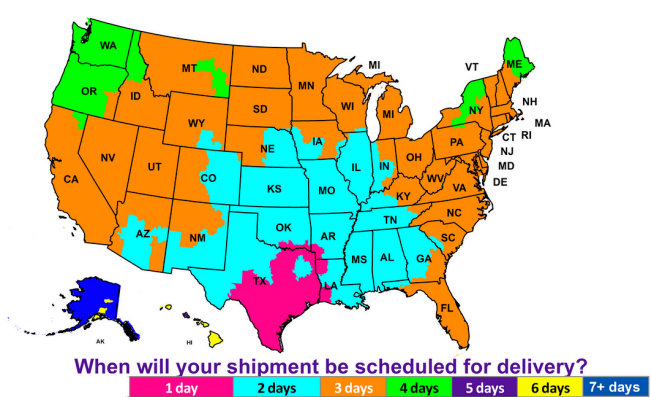 WA
MT
ND
MN
MI
VT
ME
OR
ID
SD
WI
MI
NY
NH
MA
WY
IA
PA
CT RI
NJ
NV
UT
NE
IL
IN
OH
MD
CA
CO
KS
MO
WV
VA
DE
KY
AZ
NM
OK
AR
TN
NC
SC
TX
LA
MS
AL
GA
FL
AK
HI
When will your shipment be scheduled for delivery?
1 day 2 days 3 days 4 days 5 days 6 days 7+ days